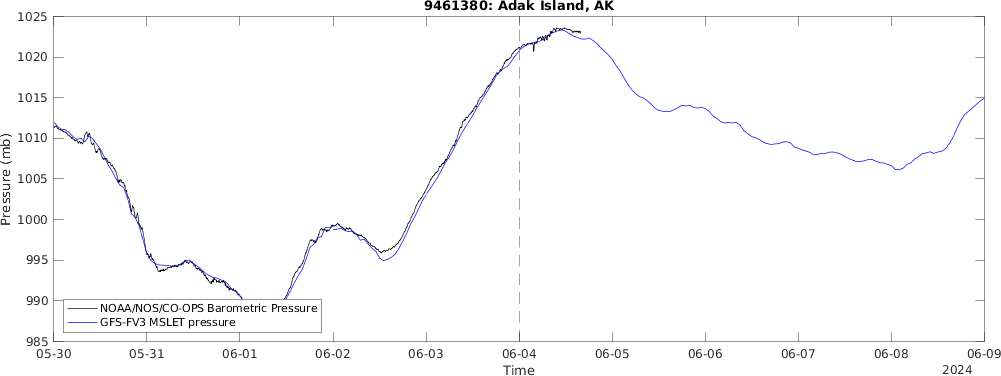 9461380: Adak Island, AK
Pressure (mb)
1025
1020
1015
1010
1005
1000
995
990
985
NOAA/NOS/CO-OPS Barometric Pressure
GFS-FV3 MSLET pressure
05-30 05-31 06-01 06-02 06-03 06-04 06-05 06-06 06-07 06-08 06-09
Time
2024